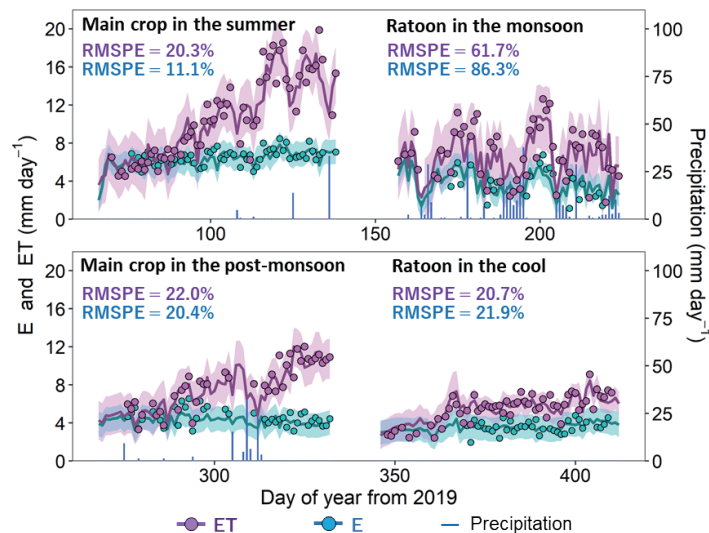 Main crop in the summer
RMSPE = 20.3%
RMSPE = 11.1%
Ratoon in the monsoon
RMSPE = 61.7%
RMSPE = 86.3%
20
16
12
8
4
0
100
75
50
25
0
100
150
200
Main crop in the post-monsoon
RMSPE = 22.0%
RMSPE = 20.4%
Ratoon in the cool
RMSPE = 20.7%
RMSPE = 21.9%
20
16
12
8
4
0
100
75
50
25
0
300
350
400
E and ET (mm day⁻¹)
Precipitation (mm day⁻¹)
Day of year from 2019
ET
E
Precipitation